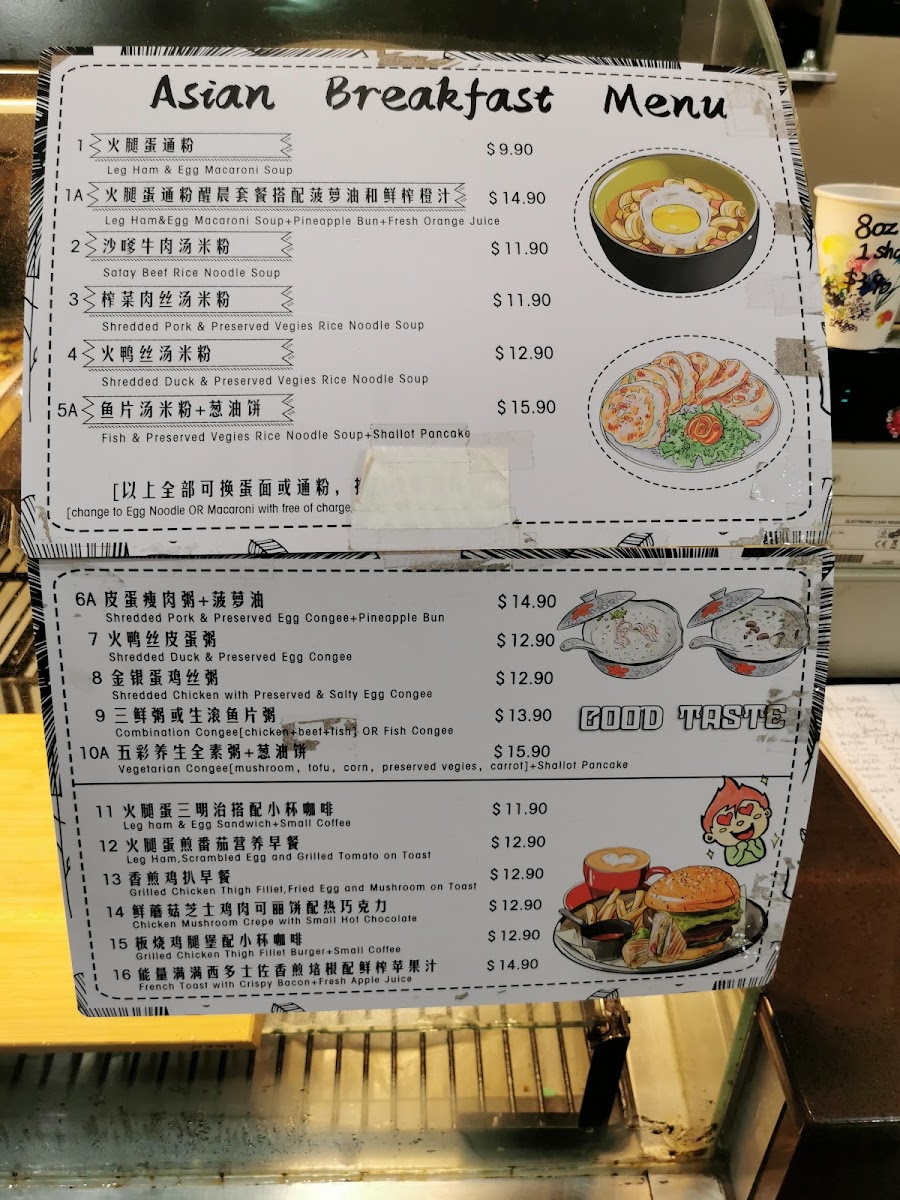 Asian Breakfast Menu
1 火腿蛋通粉 $9.90
Leg Ham & Egg Macaroni Soup
1A 火腿蛋通粉醒晨套餐搭配菠萝油和鲜榨橙汁 $14.90
Leg Ham&Egg Macaroni Soup+Pineapple Bun+Fresh Orange Juice
2 沙嗲牛肉汤米粉 $11.90
Satay Beef Rice Noodle Soup
3 榨菜肉丝汤米粉 $11.90
Shredded Pork & Preserved Vegies Rice Noodle Soup
4 火鸭丝汤米粉 $12.90
Shredded Duck & Preserved Vegies Rice Noodle Soup
5A 鱼片汤米粉+葱油饼 $15.90
Fish & Preserved Vegies Rice Noodle Soup+Shallot Pancake
[以上全部可换蛋面或通粉，
[change to Egg Noodle OR Macaroni with free of charge,
6A 皮蛋瘦肉粥+菠萝油 $14.90
Shredded Pork & Preserved Egg Congee+Pineapple Bun
7 火鸭丝皮蛋粥 $12.90
Shredded Duck & Preserved Egg Congee
8 金银蛋鸡丝粥 $12.90
Shredded Chicken with Preserved & Salty Egg Congee
9 三鲜粥或生滚鱼片粥 $13.90
Combination Congee[chicken+beef+fish] OR Fish Congee
10A 五彩养生全素粥+葱油饼 $15.90
Vegetarian Congee[mushroom, tofu, corn, preserved vegies, carrot]+Shallot Pancake
GOOD TASTE
11 火腿蛋三明治搭配小杯咖啡 $11.90
Leg ham & Egg Sandwich+Small Coffee
12 火腿蛋煎番茄营养早餐 $12.90
Leg Ham,Scrambled Egg and Grilled Tomato on Toast
13 香煎鸡扒早餐 $12.90
Grilled Chicken Thigh Fillet,Fried Egg and Mushroom on Toast
14 鲜蘑菇芝士鸡肉可丽饼配热巧克力 $12.90
Chicken Mushroom Crepe with Small Hot Chocolate
15 板烧鸡腿堡配小杯咖啡 $12.90
Grilled Chicken Thigh Fillet Burger+Small Coffee
16 能量满满西多士佐香煎培根配鲜榨苹果汁 $14.90
French Toast with Crispy Bacon+Fresh Apple Juice
8oz
1